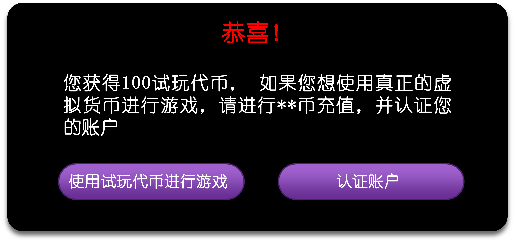 恭喜!
您获得100试玩代币， 如果您想使用真正的虚
拟货币进行游戏，请进行**币充值，并认证您
的账户
使用试玩代币进行游戏
认证账户